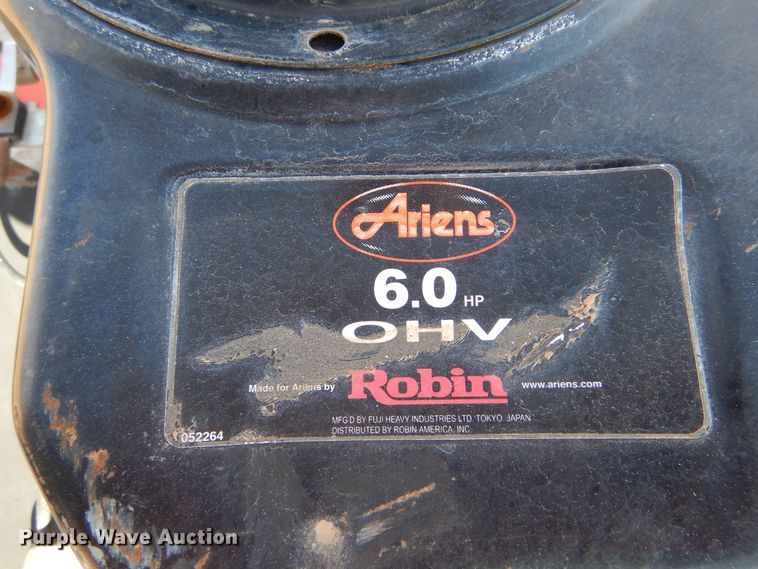 Ariens
6.0 HP
OHV
Made for Ariens by Robin www.ariens.com
MFG'D BY FUJI HEAVY INDUSTRIES LTD TOKYO, JAPAN
DISTRIBUTED BY ROBIN AMERICA, INC
052264
Purple Wave Auction